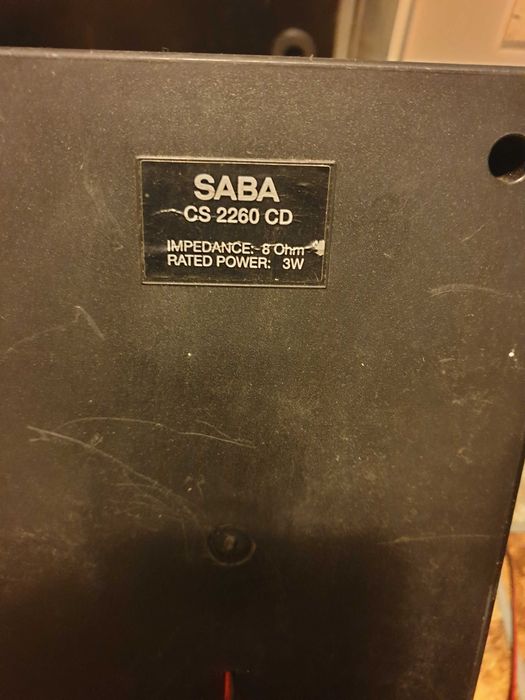 SABA
CS 2260 CD
IMPEDANCE: 8 Ohm
RATED POWER: 3W